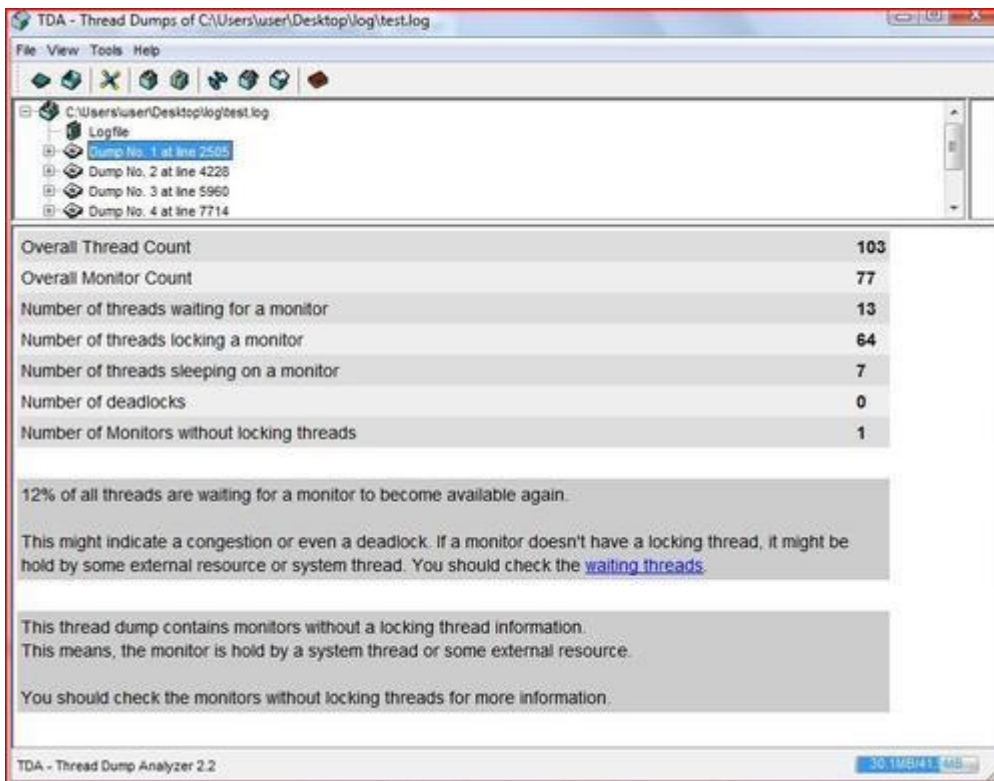 TDA - Thread Dumps of C:\Users\user\Desktop\log\test.log
File View Tools Help
C:\Users\user\Desktop\log\test.log
Logfile
Dump No. 1 at line 2505
Dump No. 2 at line 4228
Dump No. 3 at line 5960
Dump No. 4 at line 7714
Overall Thread Count 103
Overall Monitor Count 77
Number of threads waiting for a monitor 13
Number of threads locking a monitor 64
Number of threads sleeping on a monitor 7
Number of deadlocks 0
Number of Monitors without locking threads 1
12% of all threads are waiting for a monitor to become available again.
This might indicate a congestion or even a deadlock. If a monitor doesn't have a locking thread, it might be
hold by some external resource or system thread. You should check the waiting threads.
This thread dump contains monitors without a locking thread information.
This means, the monitor is hold by a system thread or some external resource.
You should check the monitors without locking threads for more information.
TDA - Thread Dump Analyzer 2.2